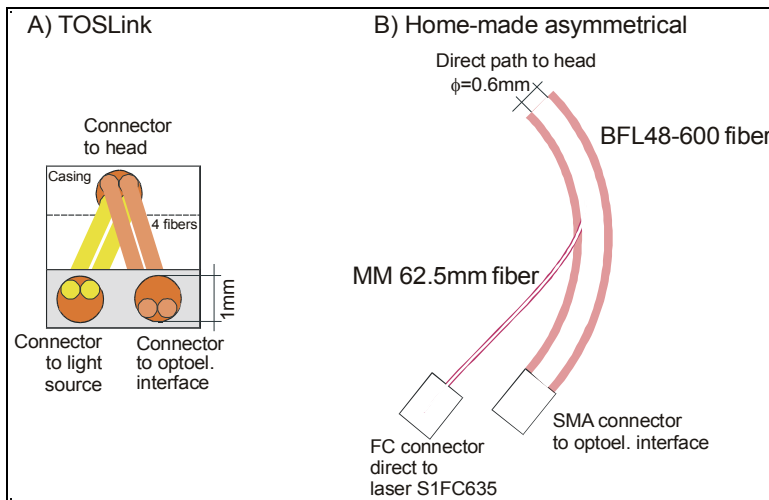 A) TOSLink
Connector
to head
Casing
4 fibers
1mm
Connector
to light
source
Connector
to optoel.
interface
B) Home-made asymmetrical
Direct path to head
ϕ=0.6mm
BFL48-600 fiber
MM 62.5mm fiber
FC connector
direct to
laser S1FC635
SMA connector
to optoel. interface